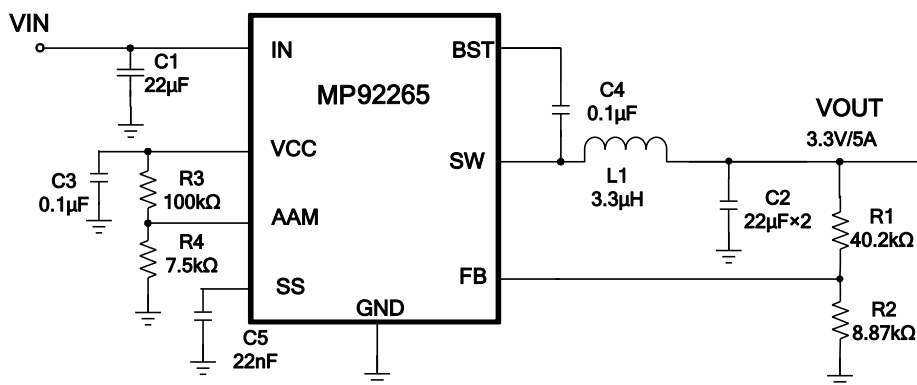 VIN
IN
BST
C1
22μF
MP92265
C4
0.1μF
VOUT
3.3V/5A
VCC
SW
C3
0.1μF
R3
100kΩ
L1
3.3μH
C2
22μF×2
R1
40.2kΩ
AAM
R4
7.5kΩ
SS
FB
GND
C5
22nF
R2
8.87kΩ